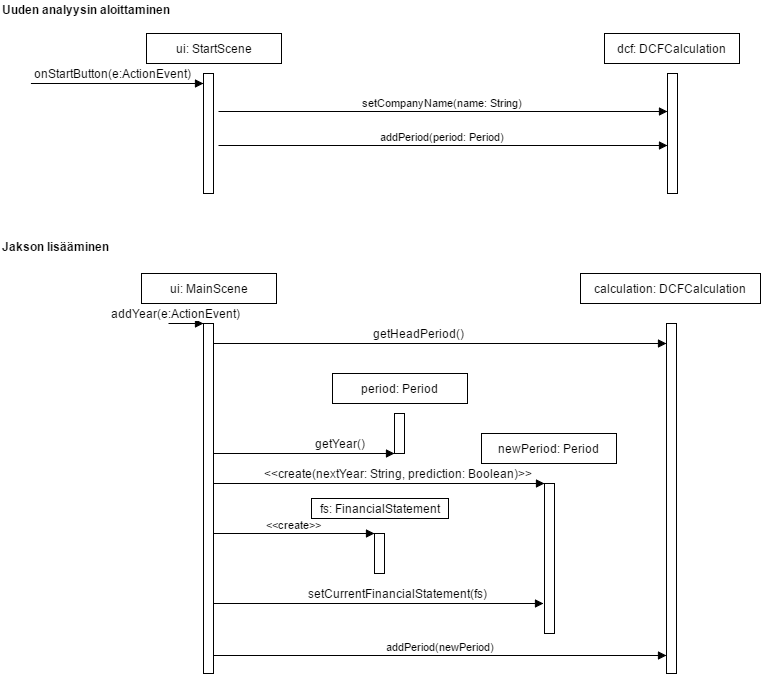 Uuden analyysin aloittaminen
ui: StartScene
dcf: DCFCalculation
onStartButton(e:ActionEvent)
setCompanyName(name: String)
addPeriod(period: Period)
Jakson lisääminen
ui: MainScene
calculation: DCFCalculation
addYear(e:ActionEvent)
getHeadPeriod()
period: Period
getYear()
newPeriod: Period
<<create(nextYear: String, prediction: Boolean)>>
fs: FinancialStatement
<<create>>
setCurrentFinancialStatement(fs)
addPeriod(newPeriod)